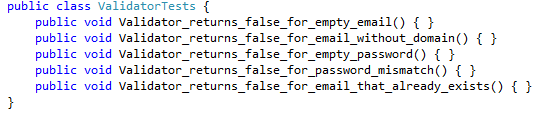 public class ValidatorTests {
    public void Validator_returns_false_for_empty_email() { }
    public void Validator_returns_false_for_email_without_domain() { }
    public void Validator_returns_false_for_empty_password() { }
    public void Validator_returns_false_for_password_mismatch() { }
    public void Validator_returns_false_for_email_that_already_exists() { }
}